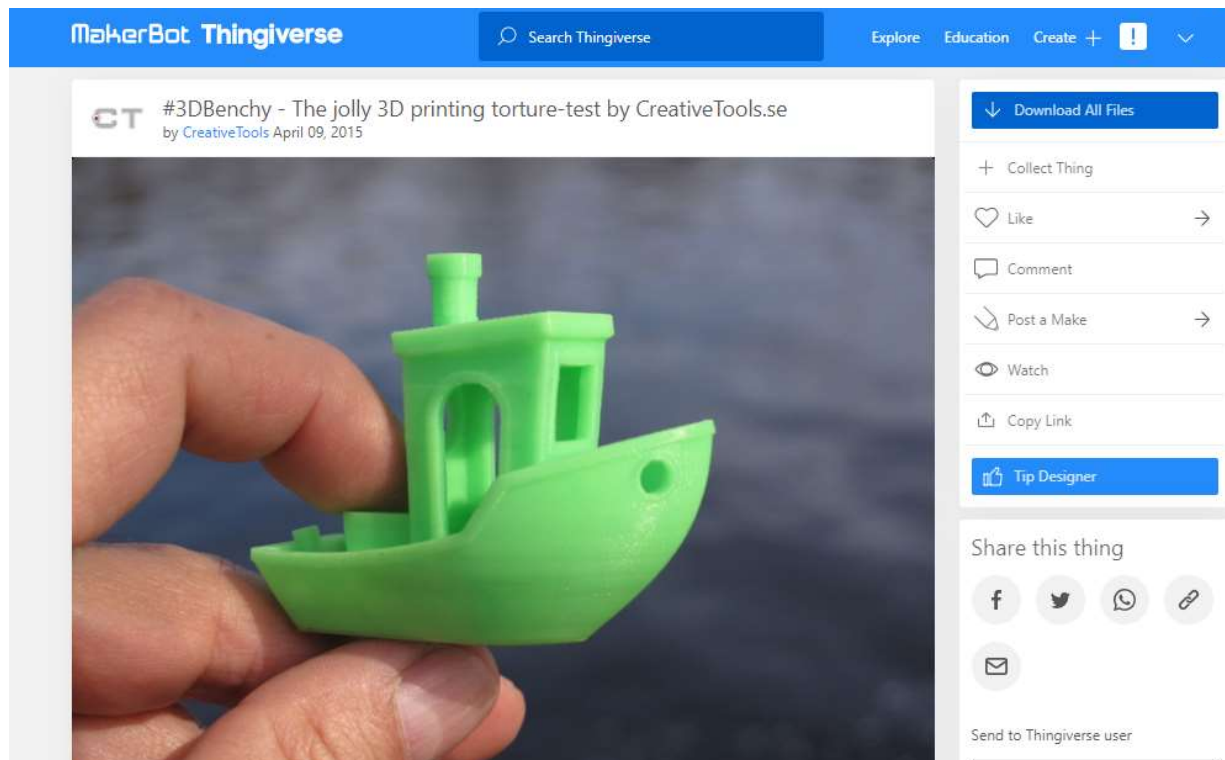 MakerBot Thingiverse
Search Thingiverse
Explore Education Create
CT
#3DBenchy - The jolly 3D printing torture-test by CreativeTools.se
by CreativeTools April 09, 2015
Download All Files
Collect Thing
Like
Comment
Post a Make
Watch
Copy Link
Tip Designer
Share this thing
Send to Thingiverse user